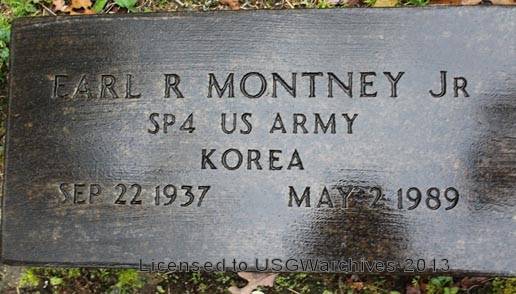 EARL R MONTNEY JR
SP4 US ARMY
KOREA
SEP 22 1937 MAY 2 1989
Licensed to USGWarchives 2013